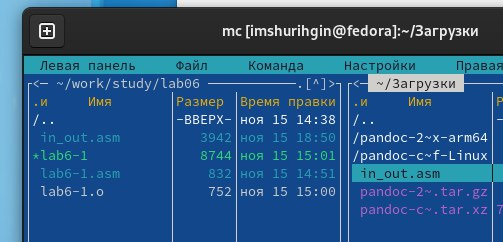 mc [imshurihgin@fedora]:~/Загрузки
Левая панель Файл Команда Настройки Правая
<— ~/work/study/lab06 —.[^]>
<— ~/Загрузки
.и Имя Размер Время правки .и Имя
/.. -ВВЕРХ- ноя 15 14:38 /..
in_out.asm 3942 ноя 15 18:50 /pandoc-2~x-arm64
*lab6-1 8744 ноя 15 15:01 /pandoc-c~f-Linux
lab6-1.asm 832 ноя 15 14:51 in_out.asm
lab6-1.o 752 ноя 15 15:00 pandoc-2~.tar.gz
pandoc-c~.tar.xz 7